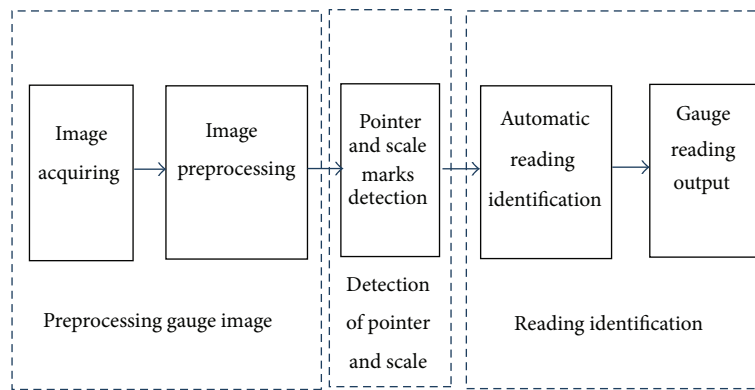 Image
acquiring
Image
preprocessing
Pointer
and scale
marks
detection
Automatic
reading
identification
Gauge
reading
output
Preprocessing gauge image
Detection
of pointer
and scale
Reading identification